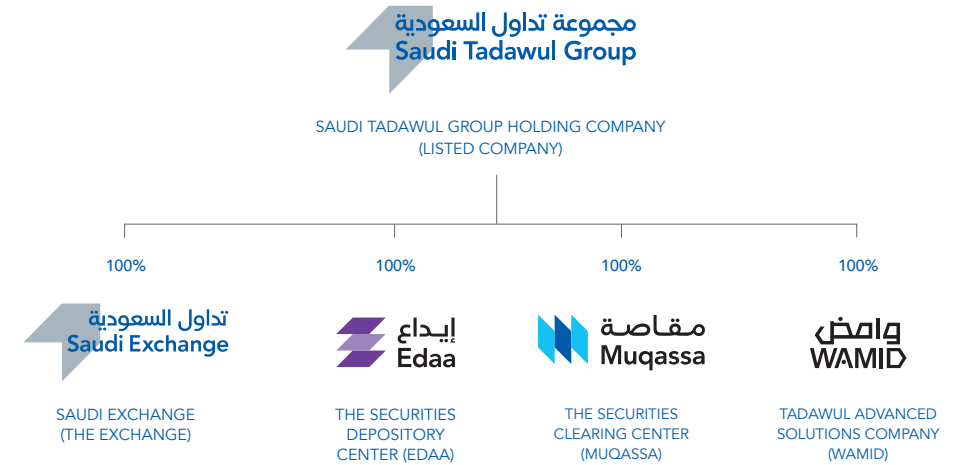 مجموعة تداول السعودية
Saudi Tadawul Group
SAUDI TADAWUL GROUP HOLDING COMPANY
(LISTED COMPANY)
100%
100%
100%
100%
تداول السعودية
Saudi Exchange
SAUDI EXCHANGE
(THE EXCHANGE)
إيداع
Edaa
THE SECURITIES
DEPOSITORY
CENTER (EDAA)
مقاصة
Muqassa
THE SECURITIES
CLEARING CENTER
(MUQASSA)
وامض
WAMID
TADAWUL ADVANCED
SOLUTIONS COMPANY
(WAMID)